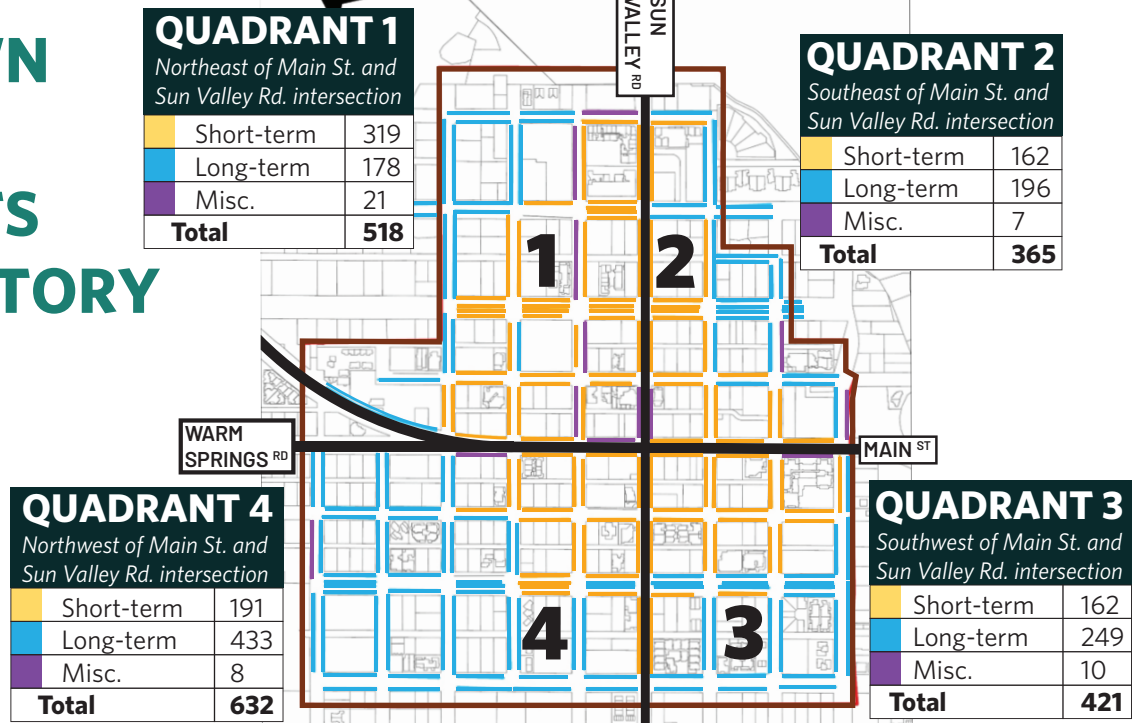 WN
TS
TORY
QUADRANT 1
Northeast of Main St. and
Sun Valley Rd. intersection
Short-term 319
Long-term 178
Misc. 21
Total 518
SUN
VALLEY RD
QUADRANT 2
Southeast of Main St. and
Sun Valley Rd. intersection
Short-term 162
Long-term 196
Misc. 7
Total 365
1
2
WARM
SPRINGS RD
MAIN ST
QUADRANT 4
Northwest of Main St. and
Sun Valley Rd. intersection
Short-term 191
Long-term 433
Misc. 8
Total 632
4
3
QUADRANT 3
Southwest of Main St. and
Sun Valley Rd. intersection
Short-term 162
Long-term 249
Misc. 10
Total 421